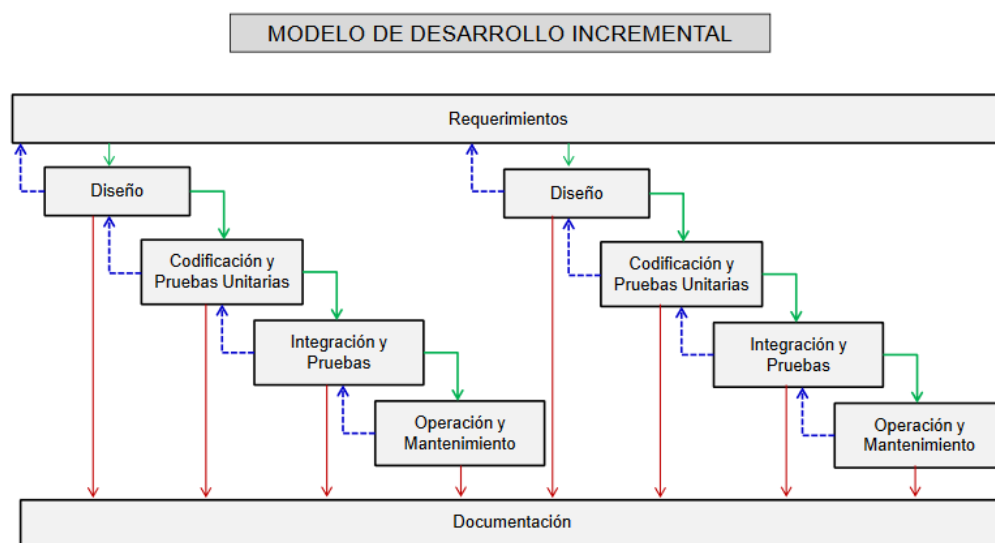 MODELO DE DESARROLLO INCREMENTAL
Requerimientos
Diseño
Codificación y
Pruebas Unitarias
Integración y
Pruebas
Operación y
Mantenimiento
Diseño
Codificación y
Pruebas Unitarias
Integración y
Pruebas
Operación y
Mantenimiento
Documentación